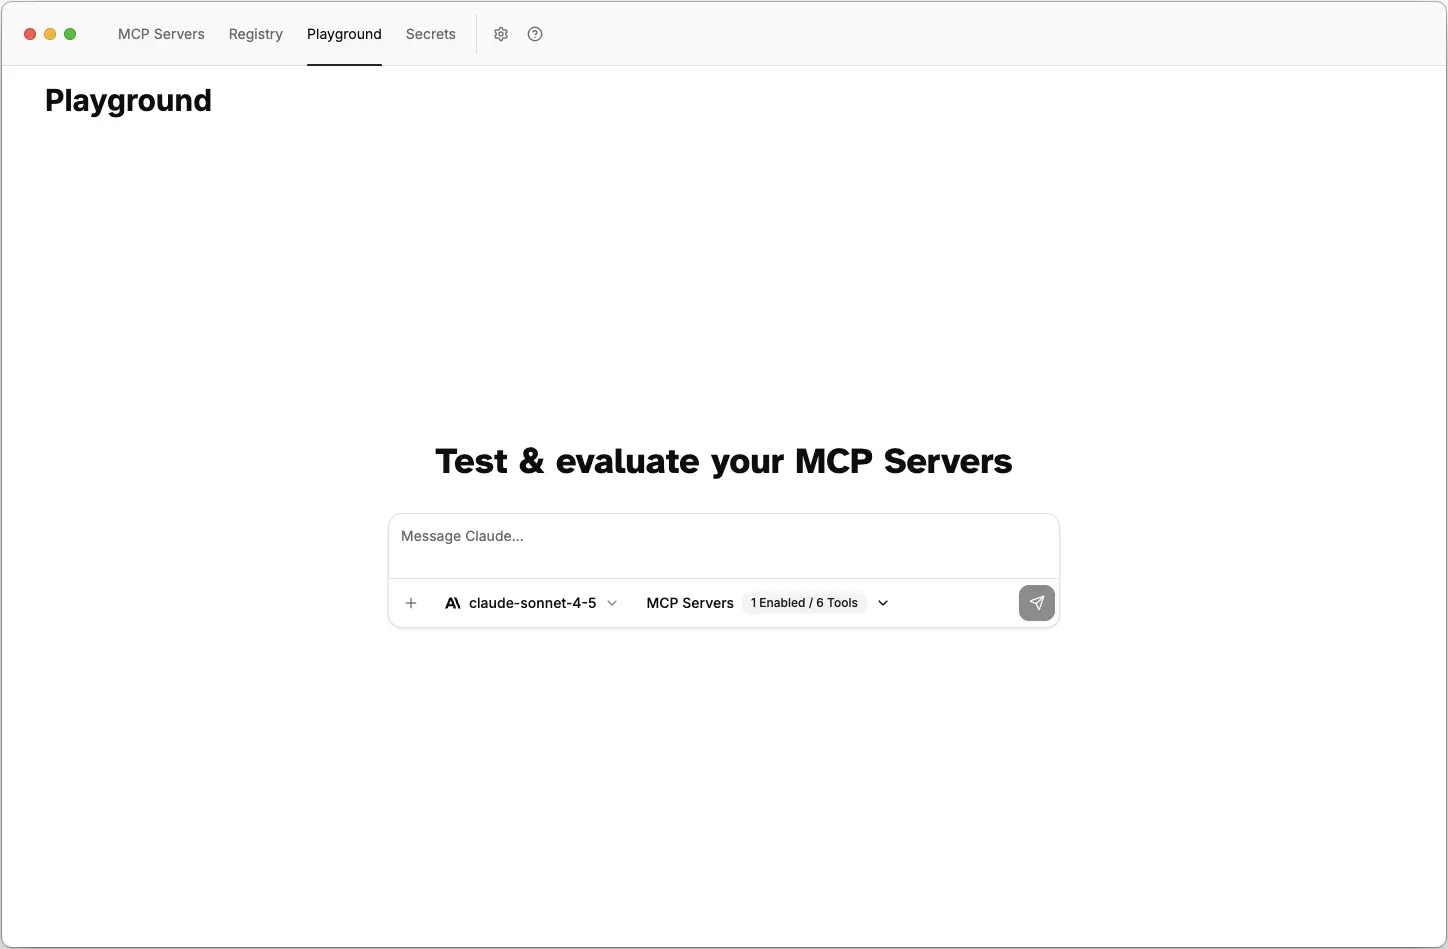 MCP Servers Registry Playground Secrets
Playground
Test & evaluate your MCP Servers
Message Claude...
claude-sonnet-4-5 MCP Servers 1 Enabled / 6 Tools